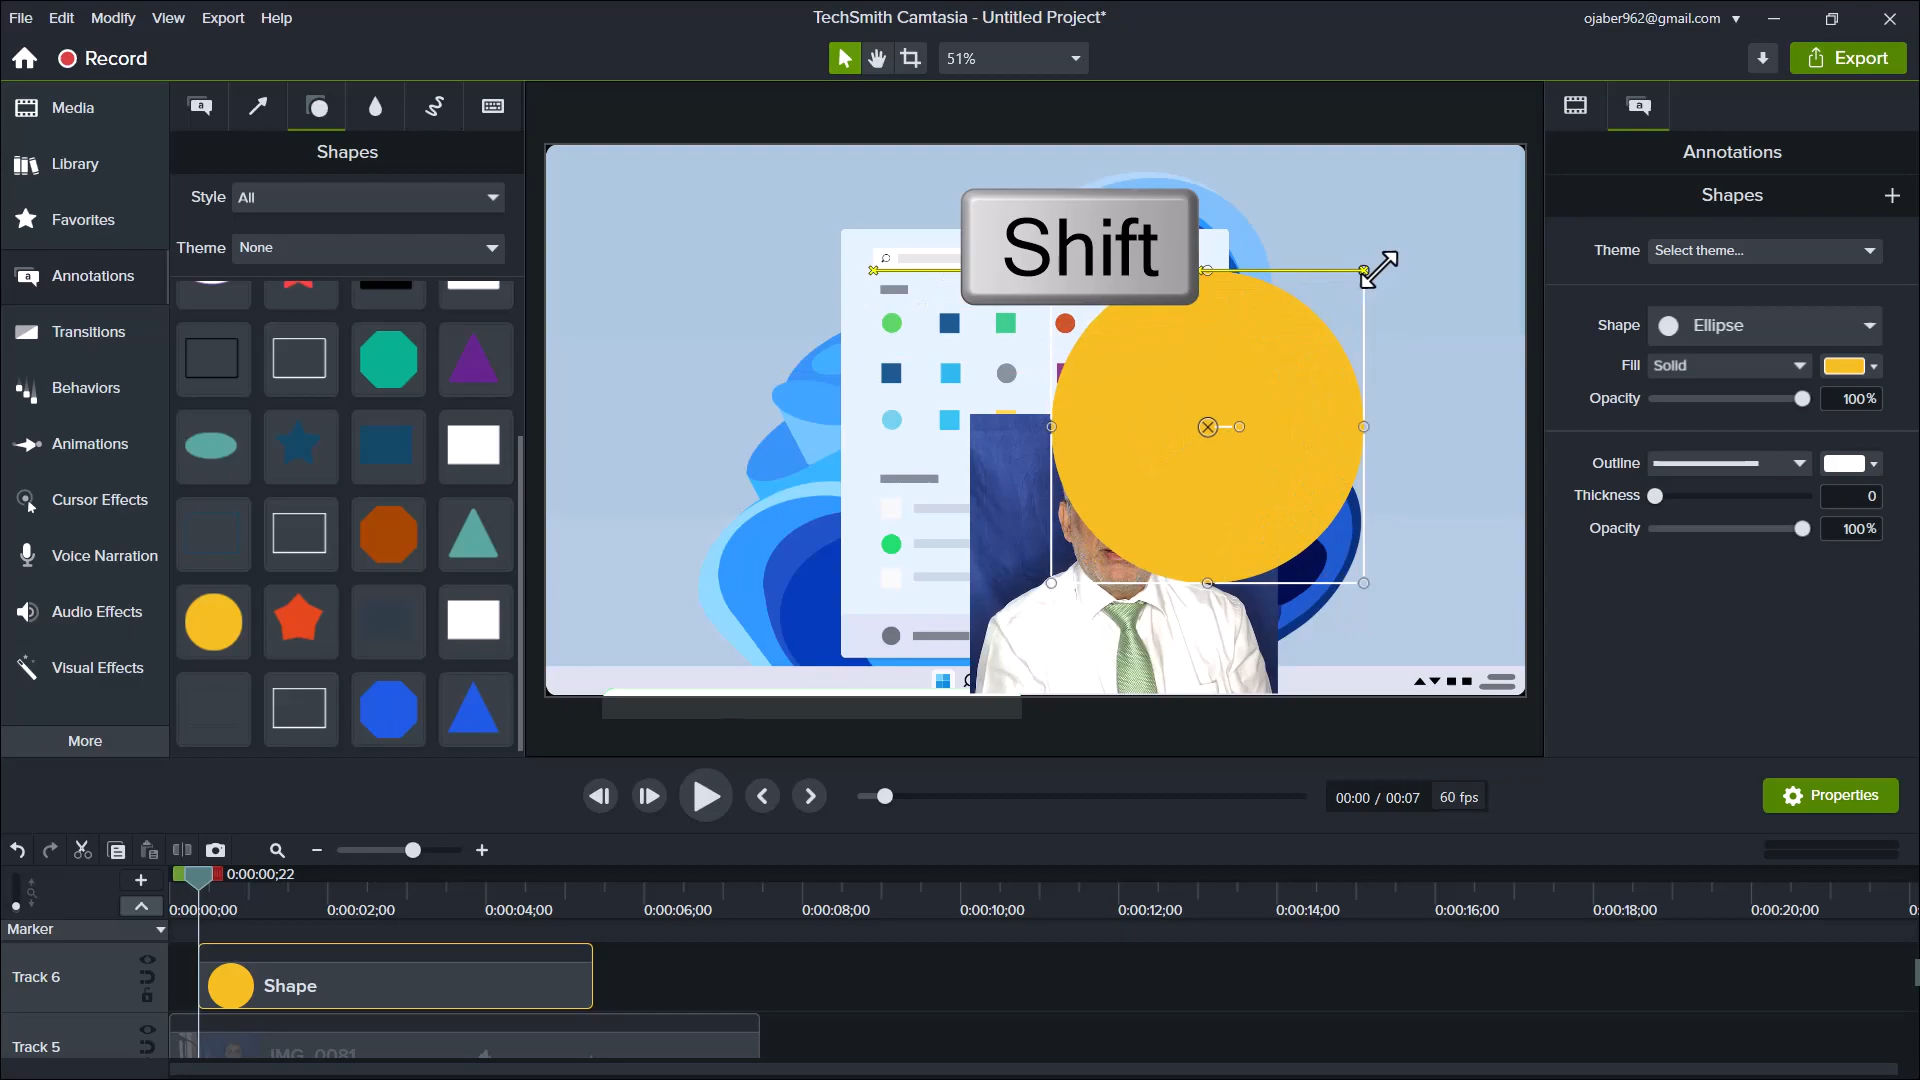 File Edit Modify View Export Help
TechSmith Camtasia - Untitled Project*
ojaber962@gmail.com
Record
51%
Export
Media
Library
Favorites
Annotations
Transitions
Behaviors
Animations
Cursor Effects
Voice Narration
Audio Effects
Visual Effects
More
Shapes
Style All
Theme None
Shift
Annotations
Shapes
Theme Select theme...
Shape Ellipse
Fill Solid
Opacity 100%
Outline
Thickness 0
Opacity 100%
00:00 / 00:07 60 fps
Properties
0:00:00;22
0:00:00;00 0:00:02;00 0:00:04;00 0:00:06;00 0:00:08;00 0:00:10;00 0:00:12;00 0:00:14;00 0:00:16;00 0:00:18;00 0:00:20;00
Marker
Track 6
Shape
Track 5
IMG_0081